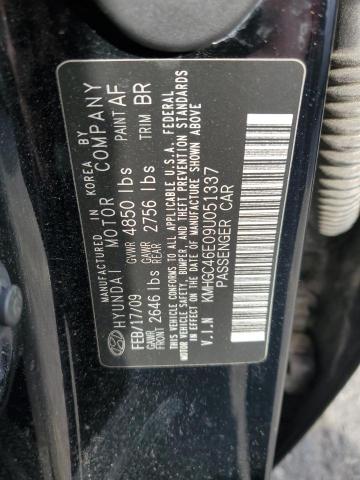 MFD. IN KOREA BY
HYUNDAI MOTOR COMPANY
FEB/17/09 GVWR 4850 lbs PAINT AF
GAWR FRONT 2646 lbs GAWR REAR 2756 lbs TRIM BR
THIS VEHICLE CONFORMS TO ALL APPLICABLE U.S.A. FEDERAL
MOTOR VEHICLE SAFETY, BUMPER, AND THEFT PREVENTION STANDARDS
IN EFFECT ON THE DATE OF MANUFACTURE SHOWN ABOVE.
V.I.N KMHGC46E09U051337
PASSENGER CAR